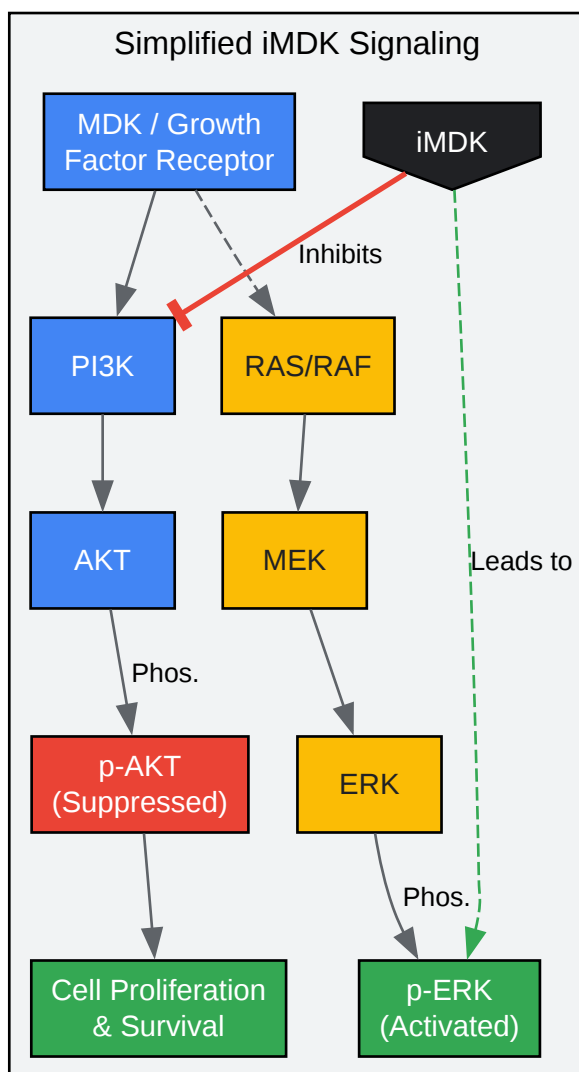 Simplified iMDK Signaling
MDK / Growth
Factor Receptor
iMDK
Inhibits
PI3K
RAS/RAF
AKT
MEK
Leads to
Phos.
p-AKT
(Suppressed)
ERK
Phos.
Cell Proliferation
& Survival
p-ERK
(Activated)